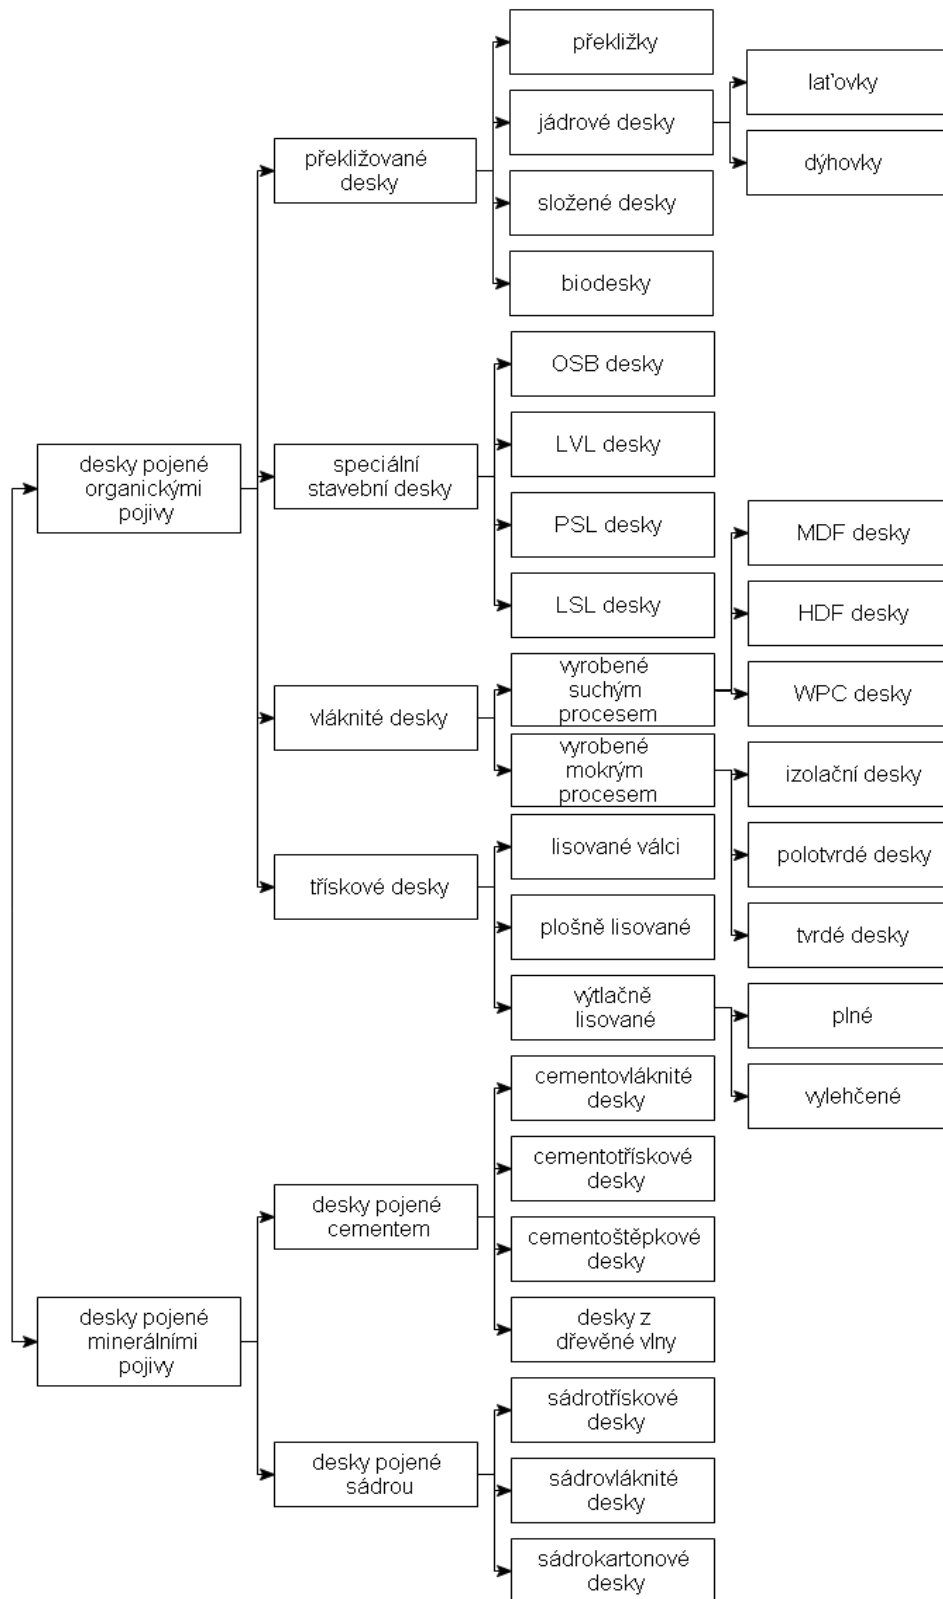 překližky
laťovky
jádrové desky
dýhovky
překližované
desky
složené desky
biodesky
OSB desky
LVL desky
desky pojené
organickými
pojivy
speciální
stavební desky
PSL desky
MDF desky
LSL desky
HDF desky
vyrobené
suchým
procesem
WPC desky
vláknité desky
vyrobené
mokrým
procesem
izolační desky
lisované válci
polotvrdé desky
třískové desky
plošně lisované
tvrdé desky
výtlačně
lisované
plné
cementovláknité
desky
vylehčené
cementotřískové
desky
desky pojené
cementem
cementoštěpkové
desky
desky pojené
minerálními
pojivy
desky z
dřevěné vlny
sádrotřískové
desky
desky pojené
sádrou
sádrovláknité
desky
sádrokartonové
desky